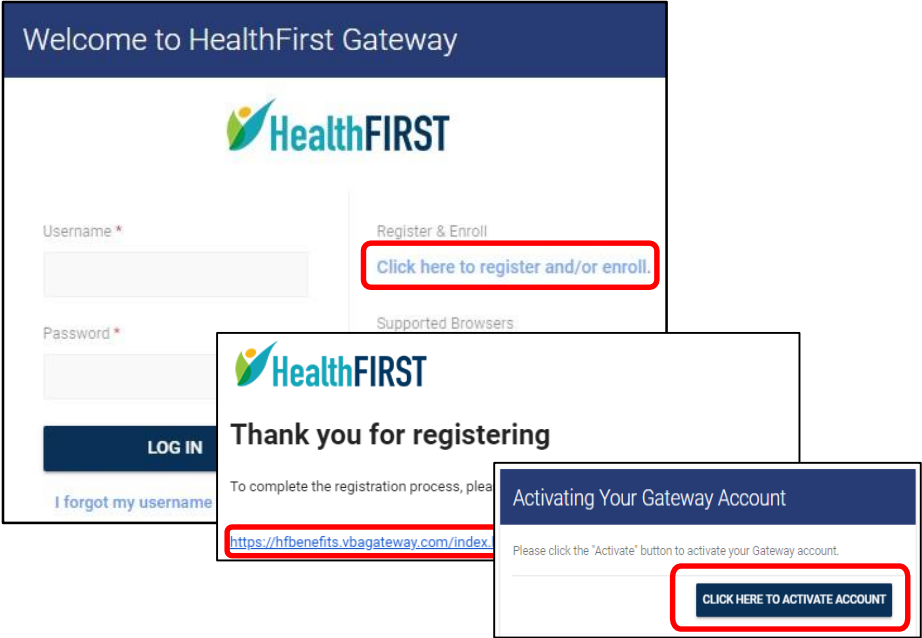 Welcome to HealthFirst Gateway
HealthFIRST
Username *
Password *
LOG IN
I forgot my username
Register & Enroll
Click here to register and/or enroll.
Supported Browsers
HealthFIRST
Thank you for registering
To complete the registration process,
https://hfbenefits.vbagateway.com/index.
Activating Your Gateway Account
Please click the "Activate" button to activate your Gateway account.
CLICK HERE TO ACTIVATE ACCOUNT